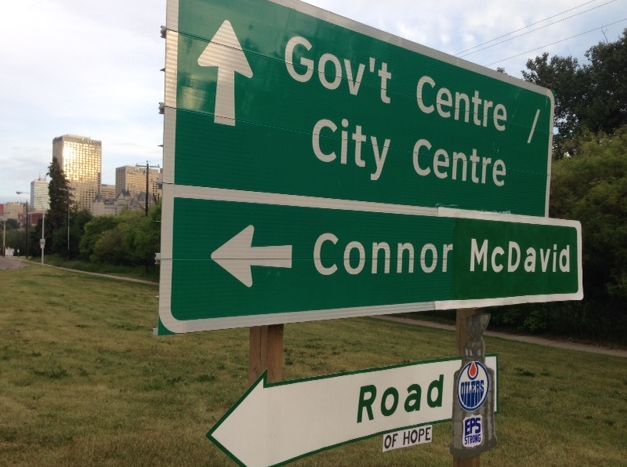 Gov't Centre /
City Centre
Connor McDavid
Road
OF HOPE
OILERS
EPS
STRONG